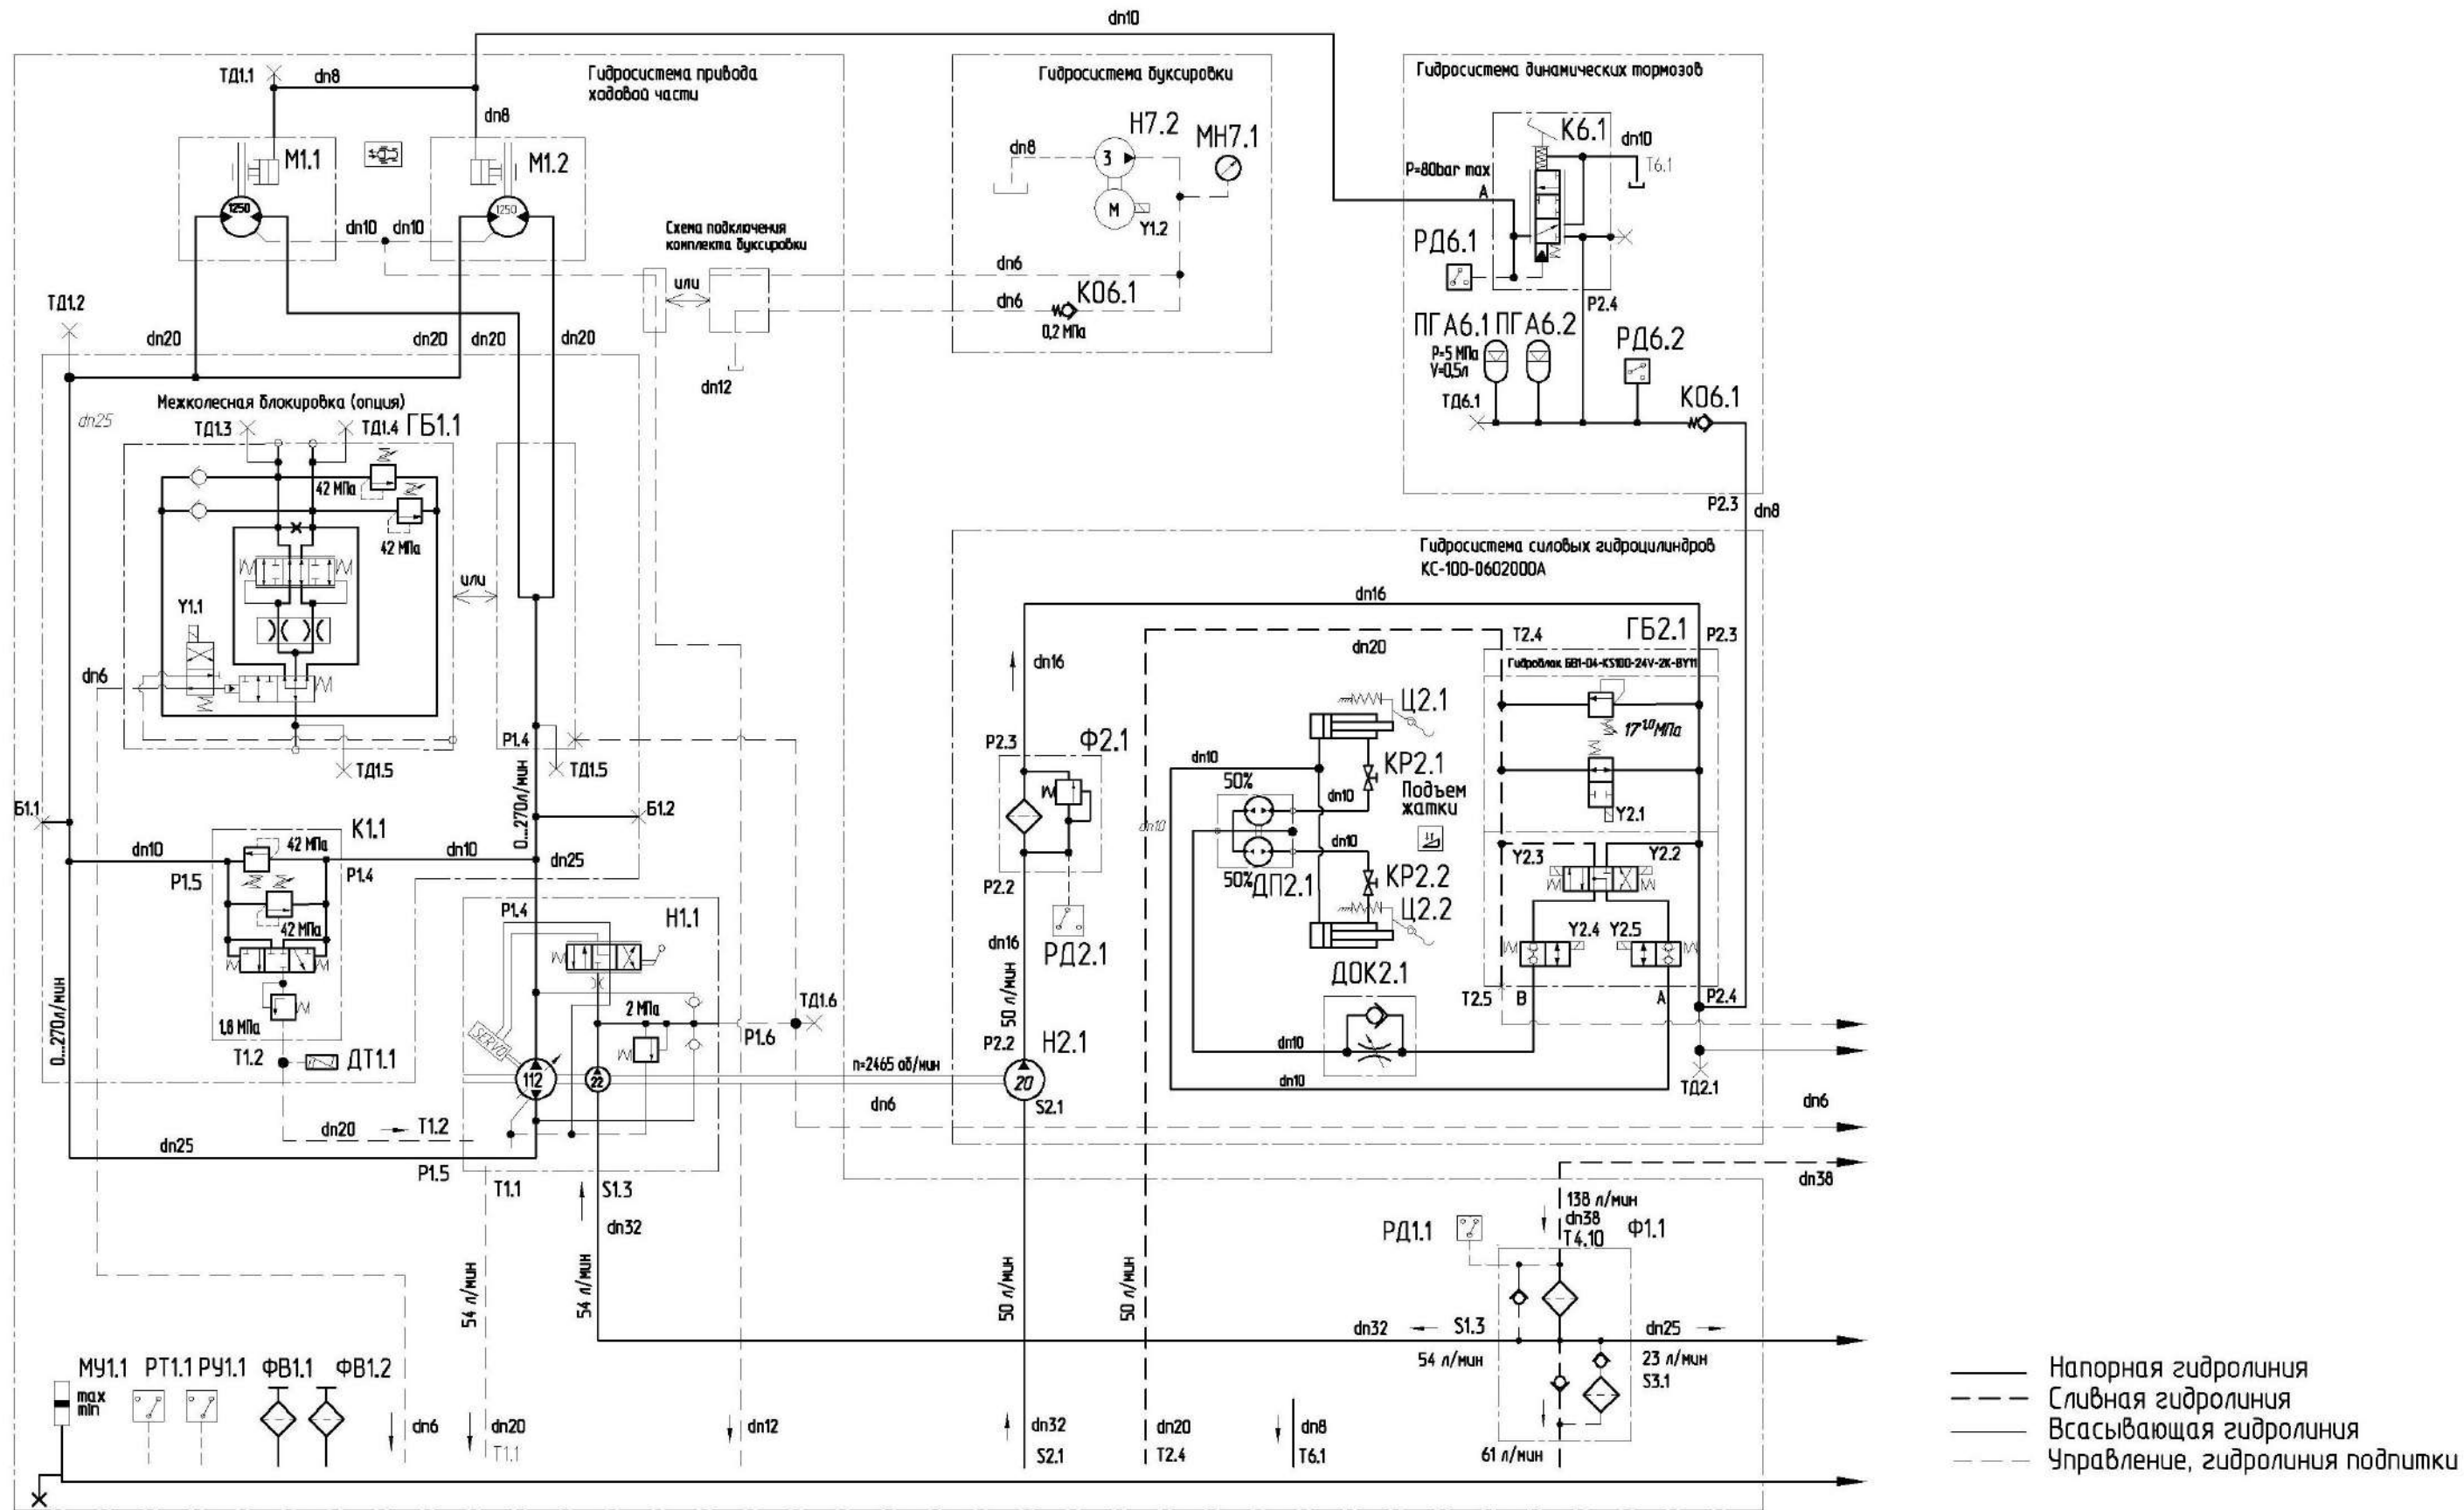 dn10
Гидросистема привода
ходовой части
ТД1.1
dn8
dn8
М1.1
М1.2
1250
1250
dn10
dn10
ТД1.2
dn20
dn20
dn20
dn20
dn25
Межколесная блокировка (опция)
ТД1.3
ТД1.4
ГБ1.1
42 МПа
42 МПа
или
Y1.1
dn6
ТД1.5
P1.4
ТД1.5
0...270л/мин
Б1.1
Б1.2
К1.1
42 МПа
dn10
dn10
dn25
P1.5
P1.4
42 МПа
1,8 МПа
0...270л/мин
T1.2
ДТ1.1
dn20
T1.2
dn25
P1.5
P1.4
Н1.1
2 МПа
ТД1.6
P1.6
SERVO
112
22
n=2465 об/мин
dn6
T1.1
S1.3
dn32
54 л/мин
54 л/мин
Схема подключения
комплекта буксировки
или
dn12
Гидросистема буксировки
Н7.2
МН7.1
dn8
3
М
Y1.2
dn6
dn6
КО6.1
0,2 МПа
Гидросистема динамических тормозов
К6.1
dn10
P=80bar max
T6.1
A
РД6.1
P2.4
ПГА6.1
ПГА6.2
P=5 МПа
V=0,5л
РД6.2
ТД6.1
КО6.1
P2.3
dn8
Гидросистема силовых гидроцилиндров
КС-100-0602000А
dn16
T2.4
ГБ2.1
P2.3
dn20
dn16
Гидроблок БВ1-04-KS100-24V-2K-BY11
Ц2.1
17¹·⁰МПа
P2.3
Ф2.1
dn10
КР2.1
50%
Подъем
жатки
dn10
Y2.1
dn10
dn10
Y2.3
Y2.2
P2.2
50%
ДП2.1
КР2.2
Ц2.2
dn16
РД2.1
Y2.4
Y2.5
ДОК2.1
50 л/мин
T2.5
B
A
P2.4
P2.2
Н2.1
dn10
20
dn10
ТД2.1
S2.1
dn6
dn38
138 л/мин
dn38
T4.10
РД1.1
Ф1.1
50 л/мин
50 л/мин
dn32
S1.3
dn25
54 л/мин
23 л/мин
S3.1
61 л/мин
МУ1.1
РТ1.1
РУ1.1
ФВ1.1
ФВ1.2
max
min
dn6
dn20
T1.1
dn12
dn32
S2.1
dn20
T2.4
dn8
T6.1
Напорная гидролиния
Сливная гидролиния
Всасывающая гидролиния
Управление, гидролиния подпитки